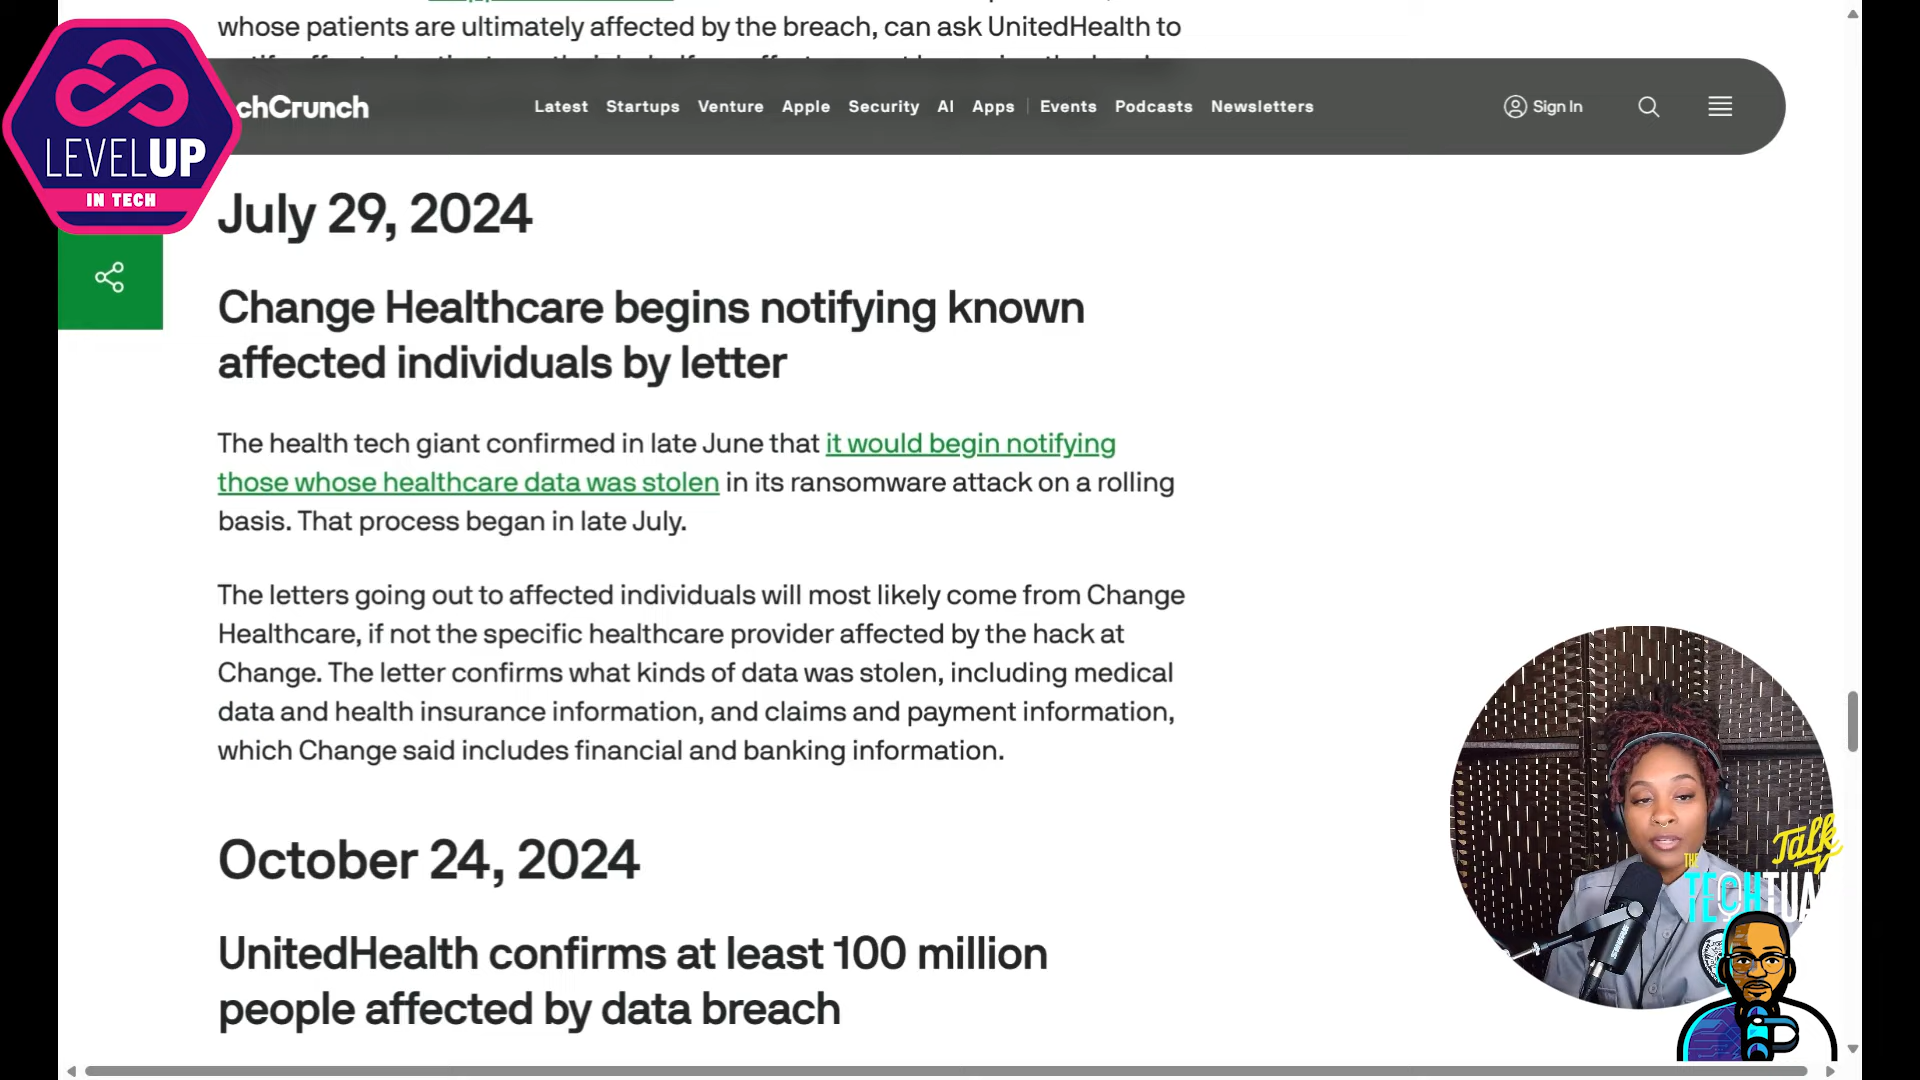 whose patients are ultimately affected by the breach, can ask UnitedHealth to
chCrunch
Latest Startups Venture Apple Security AI Apps Events Podcasts Newsletters
Sign In
LEVELUP
IN TECH
July 29, 2024
Change Healthcare begins notifying known
affected individuals by letter
The health tech giant confirmed in late June that it would begin notifying
those whose healthcare data was stolen in its ransomware attack on a rolling
basis. That process began in late July.
The letters going out to affected individuals will most likely come from Change
Healthcare, if not the specific healthcare provider affected by the hack at
Change. The letter confirms what kinds of data was stolen, including medical
data and health insurance information, and claims and payment information,
which Change said includes financial and banking information.
October 24, 2024
UnitedHealth confirms at least 100 million
people affected by data breach
THE
TECHTUA
Talk